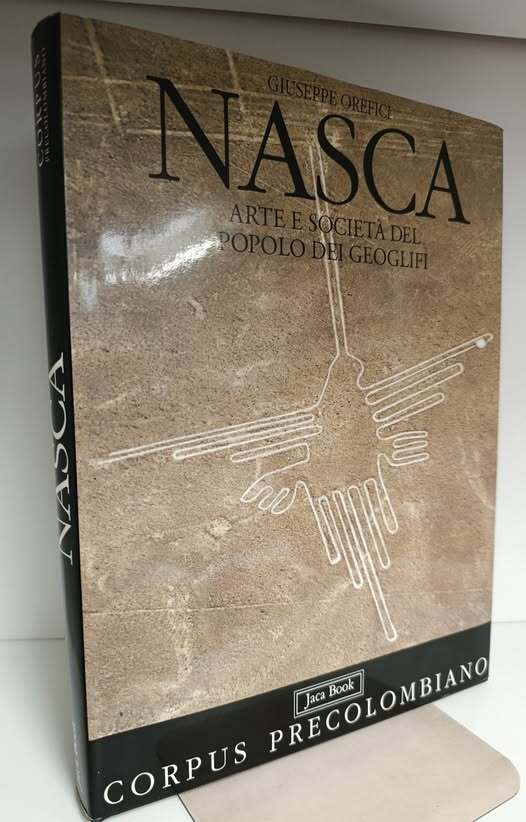 GIUSEPPE OREFICI
NASCA
ARTE E SOCIETÀ DEL
POPOLO DEI GEOGLIFI
Jaca Book
CORPUS PRECOLOMBIANO
CORPUS
PRECOLOMBIANO
NASCA